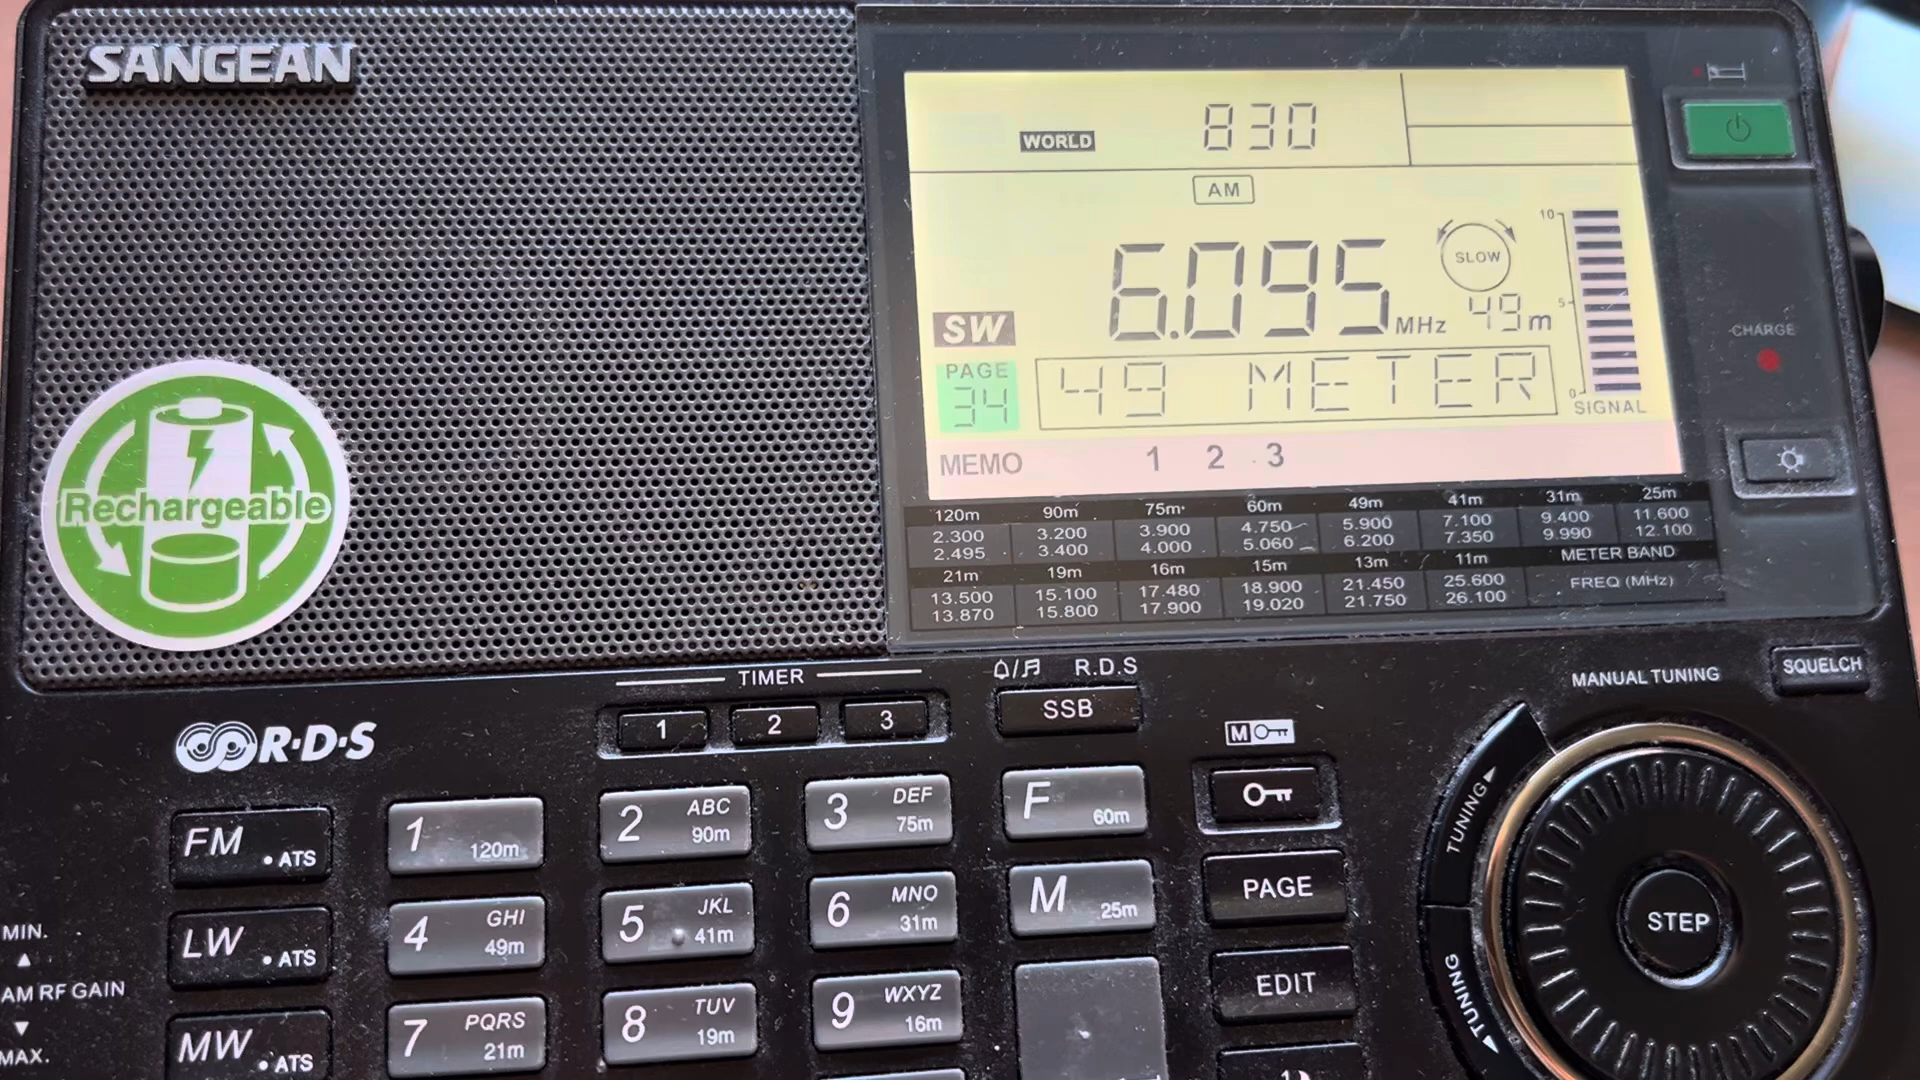 SANGEAN
WORLD 830
AM
SLOW
6.095 MHz 49m
SW
PAGE
34
49 METER
10
5
0
SIGNAL
MEMO 1 2 3
CHARGE
120m 90m 75m 60m 49m 41m 31m 25m
2.300 3.200 3.900 4.750 5.900 7.100 9.400 11.600
2.495 3.400 4.000 5.060 6.200 7.350 9.990 12.100
21m 19m 16m 15m 13m 11m METER BAND
13.500 15.100 17.480 18.900 21.450 25.600 FREQ (MHz)
13.870 15.800 17.900 19.020 21.750 26.100
Rechargeable
TIMER
1 2 3
R.D.S
SSB
MANUAL TUNING
SQUELCH
R·D·S
M
FM • ATS
1 120m
2 ABC 90m
3 DEF 75m
F 60m
TUNING
LW • ATS
4 GHI 49m
5 JKL 41m
6 MNO 31m
M 25m
PAGE
STEP
MIN.
AM RF GAIN
MAX.
MW • ATS
7 PQRS 21m
8 TUV 19m
9 WXYZ 16m
EDIT
TUNING